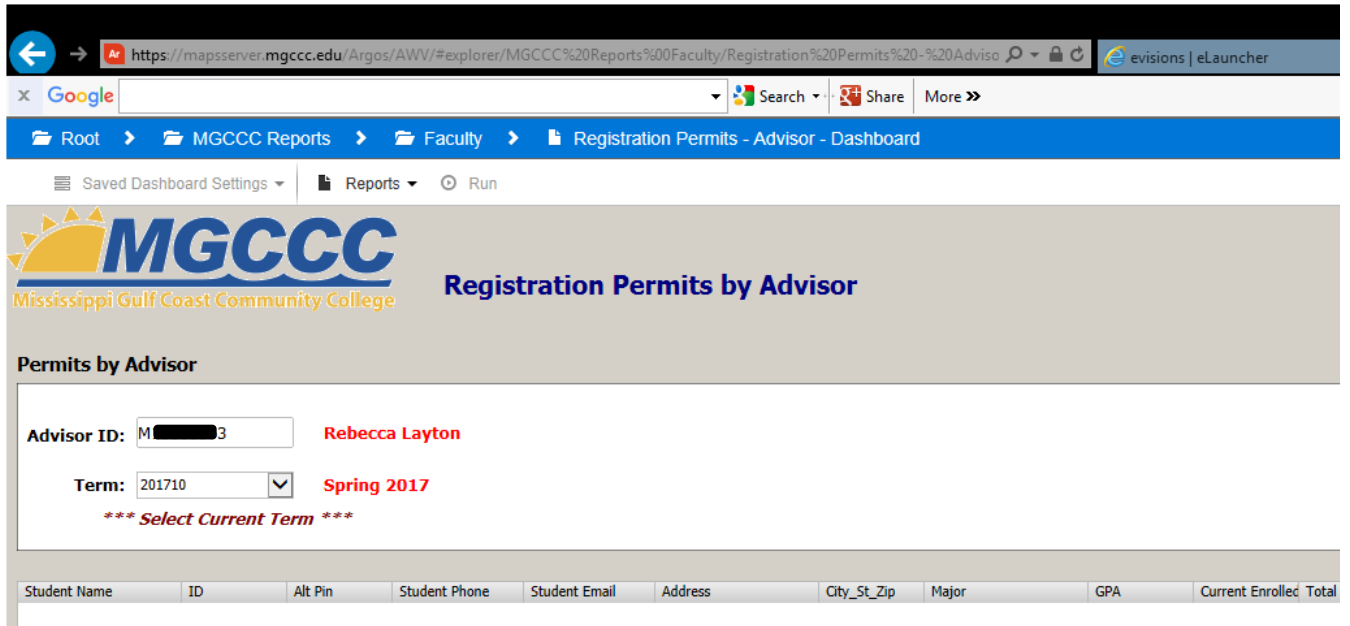 Ar https://mapsserver.mgccc.edu/Argos/AWV/#explorer/MGCCC%20Reports%00Faculty/Registration%20Permits%20-%20Adviso evisions | eLauncher
x Google Search Share More »
Root > MGCCC Reports > Faculty > Registration Permits - Advisor - Dashboard
Saved Dashboard Settings Reports Run
MGCCC
Mississippi Gulf Coast Community College
Registration Permits by Advisor
Permits by Advisor
Advisor ID: M 3 Rebecca Layton
Term: 201710 Spring 2017
*** Select Current Term ***
Student Name ID Alt Pin Student Phone Student Email Address City_St_Zip Major GPA Current Enrolled Total